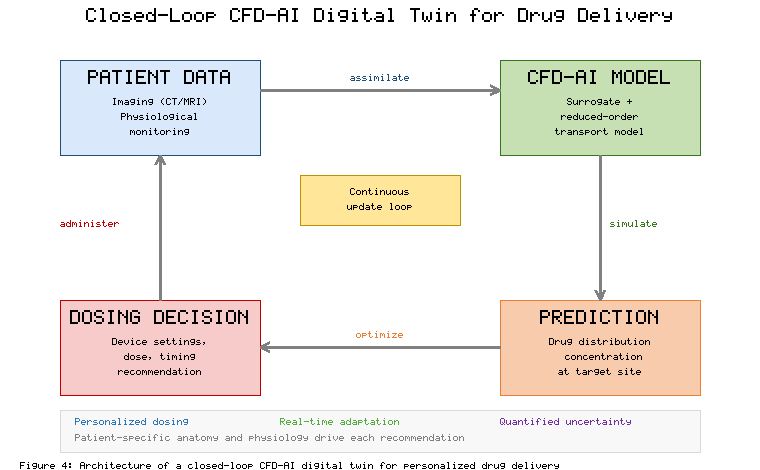 Closed-Loop CFD-AI Digital Twin for Drug Delivery
PATIENT DATA
Imaging (CT/MRI)
Physiological
monitoring
assimilate
CFD-AI MODEL
Surrogate +
reduced-order
transport model
Continuous
update loop
administer
simulate
DOSING DECISION
Device settings,
dose, timing
recommendation
optimize
PREDICTION
Drug distribution
concentration
at target site
Personalized dosing
Real-time adaptation
Quantified uncertainty
Patient-specific anatomy and physiology drive each recommendation
Figure 4: Architecture of a closed-loop CFD-AI digital twin for personalized drug delivery